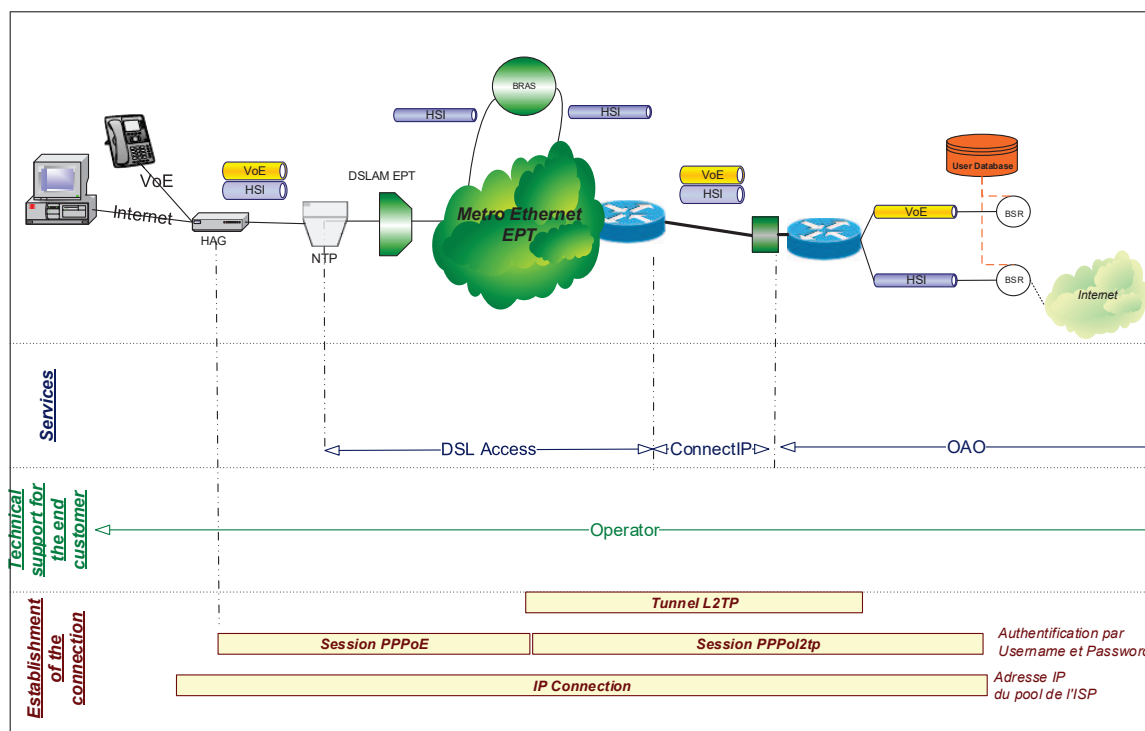 BRAS
HSI
HSI
VoE
HSI
DSLAM EPT
VoE
Internet
HAG
NTP
Metro Ethernet
EPT
VoE
HSI
User Database
VoE
BSR
HSI
BSR
Internet
Services
DSL Access
ConnectIP
OAO
Technical
support for
the end
customer
Operator
Establishment
of the
connection
Tunnel L2TP
Session PPPoE
Session PPPol2tp
Authentification par
Username et Password
IP Connection
Adresse IP
du pool de l'ISP